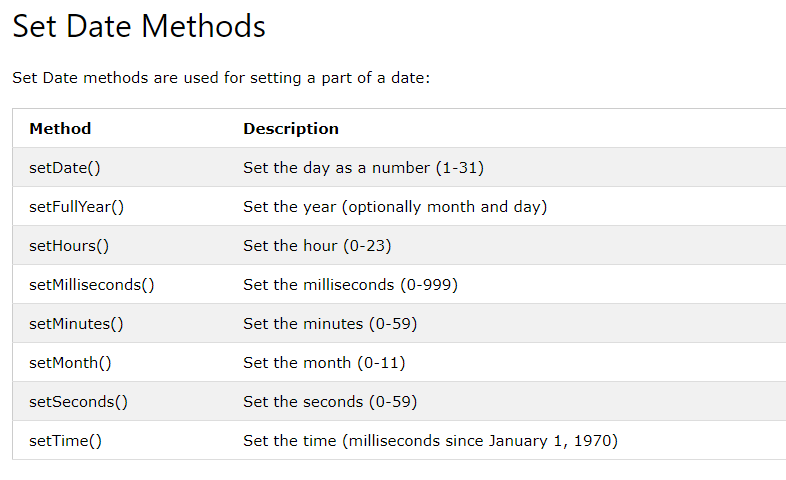 Set Date Methods
Set Date methods are used for setting a part of a date:
Method Description
setDate() Set the day as a number (1-31)
setFullYear() Set the year (optionally month and day)
setHours() Set the hour (0-23)
setMilliseconds() Set the milliseconds (0-999)
setMinutes() Set the minutes (0-59)
setMonth() Set the month (0-11)
setSeconds() Set the seconds (0-59)
setTime() Set the time (milliseconds since January 1, 1970)